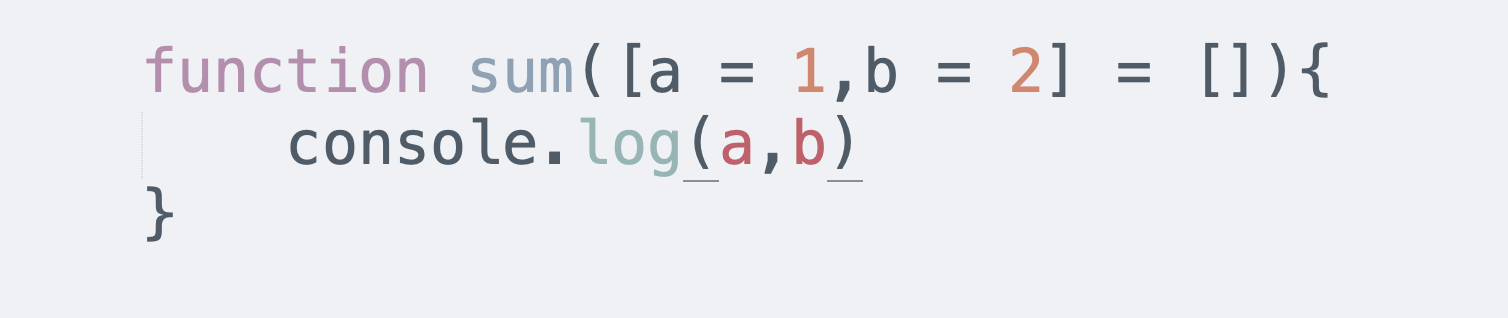 function sum([a = 1,b = 2] = []){
    console.log(a,b)
}